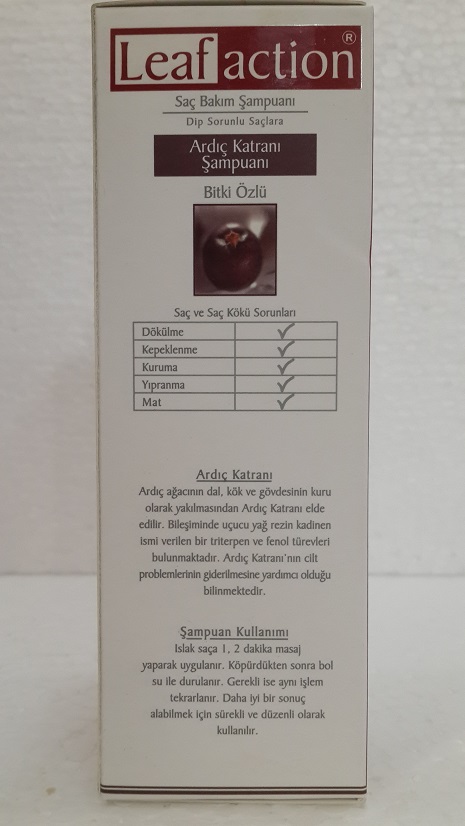 Leaf action ®
Saç Bakım Şampuanı
Dip Sorunlu Saçlara
Ardıç Katranı
Şampuanı
Bitki Özlü
Saç ve Saç Kökü Sorunları
Dökülme ✓
Kepeklenme ✓
Kuruma ✓
Yıpranma ✓
Mat ✓
Ardıç Katranı
Ardıç ağacının dal, kök ve gövdesinin kuru
olarak yakılmasından Ardıç Katranı elde
edilir. Bileşiminde uçucu yağ rezin kadinen
ismi verilen bir triterpen ve fenol türevleri
bulunmaktadır. Ardıç Katranı'nın cilt
problemlerinin giderilmesine yardımcı olduğu
bilinmektedir.
Şampuan Kullanımı
Islak saça 1, 2 dakika masaj
yaparak uygulanır. Köpürdükten sonra bol
su ile durulanır. Gerekli ise aynı işlem
tekrarlanır. Daha iyi bir sonuç
alabilmek için sürekli ve düzenli olarak
kullanılır.